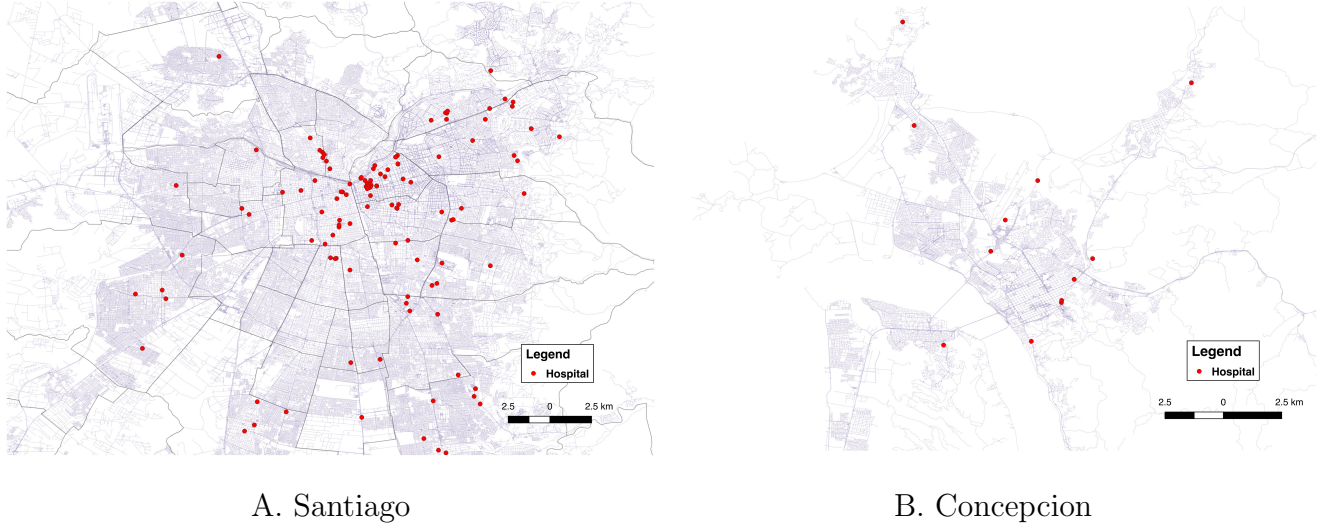 Legend
Hospital
2.5 0 2.5 km
Legend
Hospital
2.5 0 2.5 km
A. Santiago
B. Concepcion